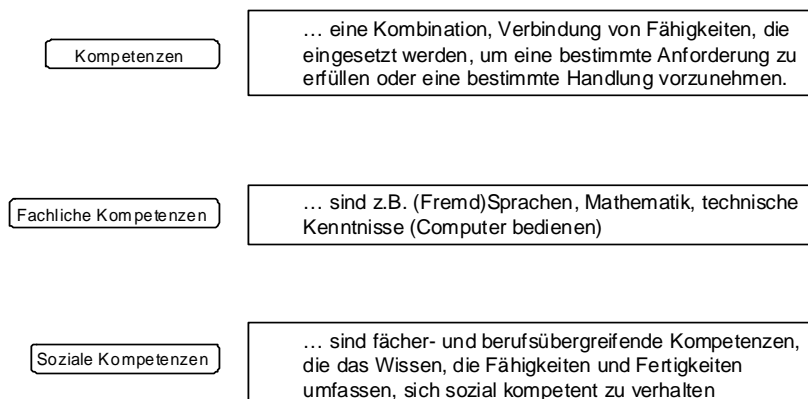 Kompetenzen
… eine Kombination, Verbindung von Fähigkeiten, die
eingesetzt werden, um eine bestimmte Anforderung zu
erfüllen oder eine bestimmte Handlung vorzunehmen.
Fachliche Kompetenzen
… sind z.B. (Fremd)Sprachen, Mathematik, technische
Kenntnisse (Computer bedienen)
Soziale Kompetenzen
… sind fächer- und berufsübergreifende Kompetenzen,
die das Wissen, die Fähigkeiten und Fertigkeiten
umfassen, sich sozial kompetent zu verhalten